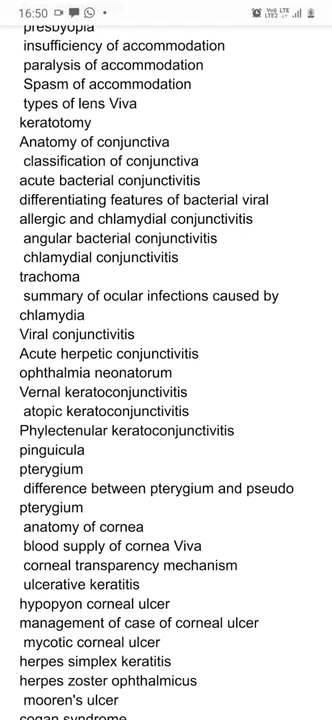 16:50
Vo)) LTE
LTE2
presbyopia
insufficiency of accommodation
paralysis of accommodation
Spasm of accommodation
types of lens Viva
keratotomy
Anatomy of conjunctiva
classification of conjunctiva
acute bacterial conjunctivitis
differentiating features of bacterial viral
allergic and chlamydial conjunctivitis
angular bacterial conjunctivitis
chlamydial conjunctivitis
trachoma
summary of ocular infections caused by
chlamydia
Viral conjunctivitis
Acute herpetic conjunctivitis
ophthalmia neonatorum
Vernal keratoconjunctivitis
atopic keratoconjunctivitis
Phylectenular keratoconjunctivitis
pinguicula
pterygium
difference between pterygium and pseudo
pterygium
anatomy of cornea
blood supply of cornea Viva
corneal transparency mechanism
ulcerative keratitis
hypopyon corneal ulcer
management of case of corneal ulcer
mycotic corneal ulcer
herpes simplex keratitis
herpes zoster ophthalmicus
mooren's ulcer
cogan syndrome